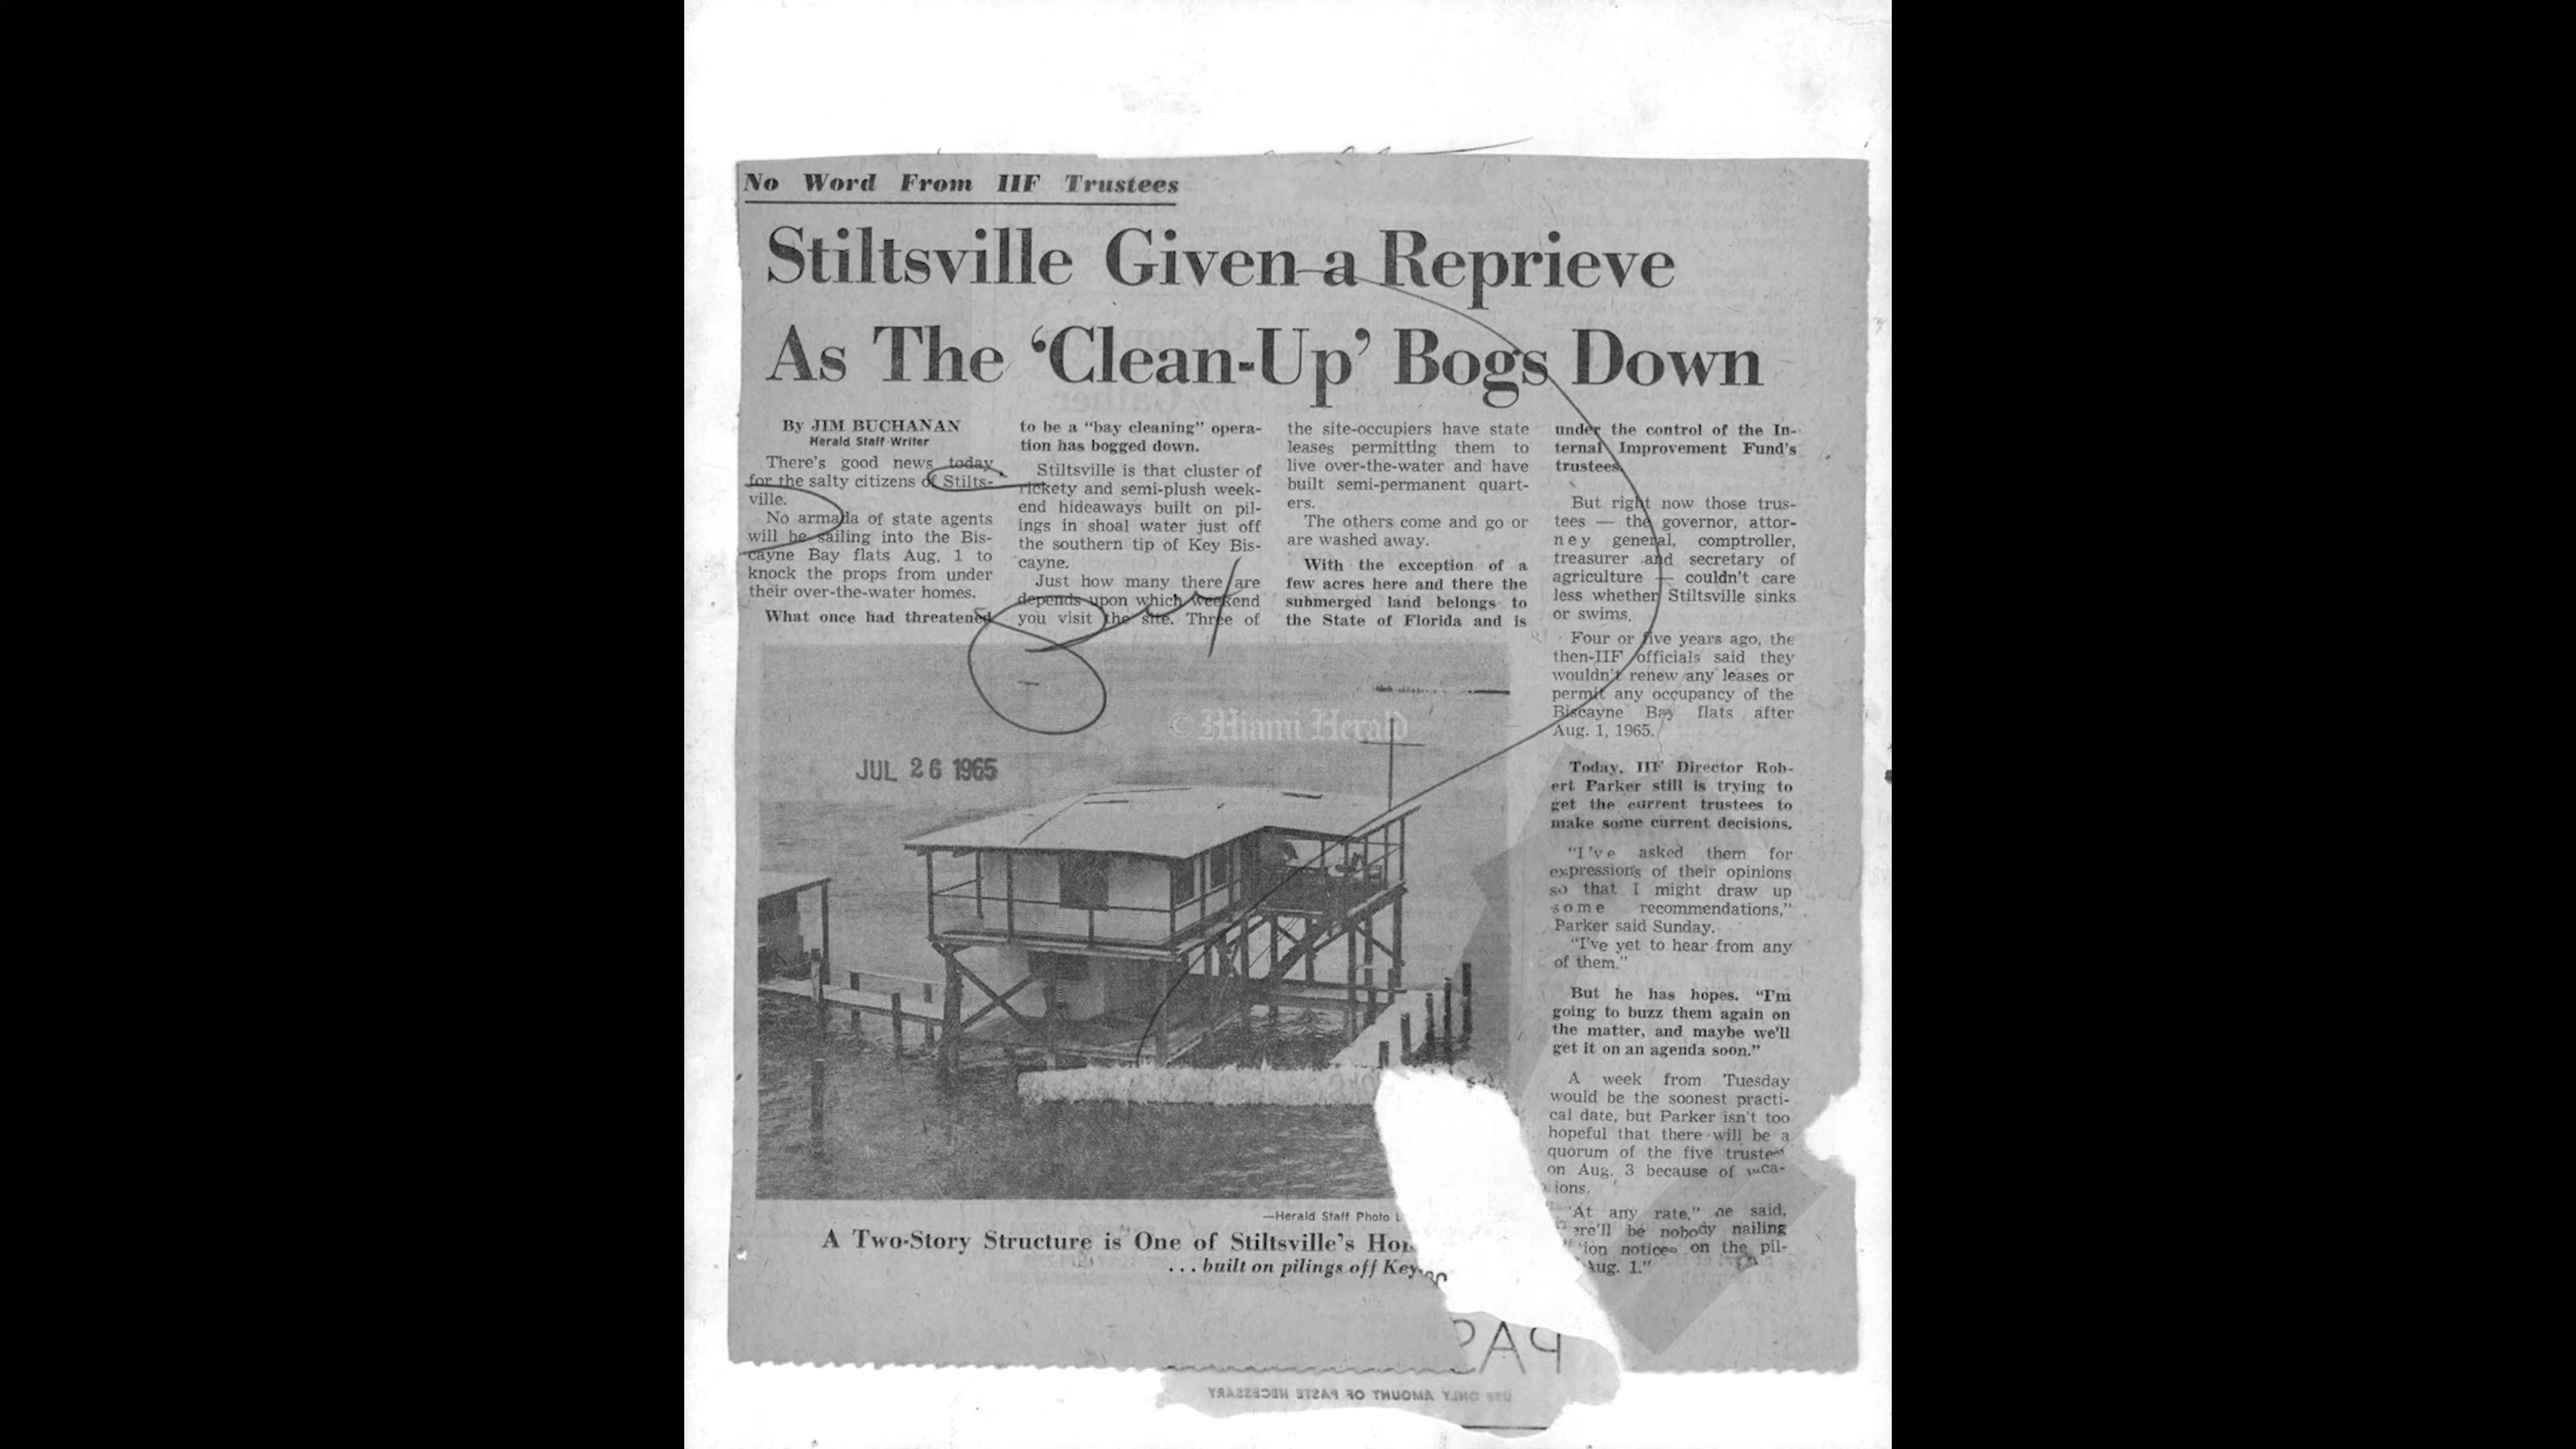 No Word From IIF Trustees
Stiltsville Given a Reprieve
As The ‘Clean-Up’ Bogs Down
By JIM BUCHANAN
Herald Staff Writer
There's good news today
for the salty citizens of Stilts-
ville.
No armada of state agents
will be sailing into the Bis-
cayne Bay flats Aug. 1 to
knock the props from under
their over-the-water homes.
What once had threatened
to be a "bay cleaning" opera-
tion has bogged down.
Stiltsville is that cluster of
rickety and semi-plush week-
end hideaways built on pil-
ings in shoal water just off
the southern tip of Key Bis-
cayne.
Just how many there are
depends upon which weekend
you visit the site. Three of
the site-occupiers have state
leases permitting them to
live over-the-water and have
built semi-permanent quart-
ers.
The others come and go or
are washed away.
With the exception of a
few acres here and there the
submerged land belongs to
the State of Florida and is
under the control of the In-
ternal Improvement Fund's
trustees.
But right now those trus-
tees — the governor, attor-
ney general, comptroller,
treasurer and secretary of
agriculture — couldn't care
less whether Stiltsville sinks
or swims.
Four or five years ago, the
then-IIF officials said they
wouldn't renew any leases or
permit any occupancy of the
Biscayne Bay flats after
Aug. 1, 1965.
Today, IIF Director Rob-
ert Parker still is trying to
get the current trustees to
make some current decisions.
"I've asked them for
expressions of their opinions
so that I might draw up
some recommendations,"
Parker said Sunday.
"I've yet to hear from any
of them."
But he has hopes. "I'm
going to buzz them again on
the matter, and maybe we'll
get it on an agenda soon."
A week from Tuesday
would be the soonest practi-
cal date, but Parker isn't too
hopeful that there will be a
quorum of the five trustees
on Aug. 3 because of vaca-
ions.
"At any rate," he said,
ere'll be nobody nailing
ion notices on the pil-
Aug. 1."
© Miami Herald
JUL 26 1965
—Herald Staff Photo
A Two-Story Structure is One of Stiltsville's
. . . built on pilings off Key
PAS
USE ONLY AMOUNT OF PASTE NECESSARY